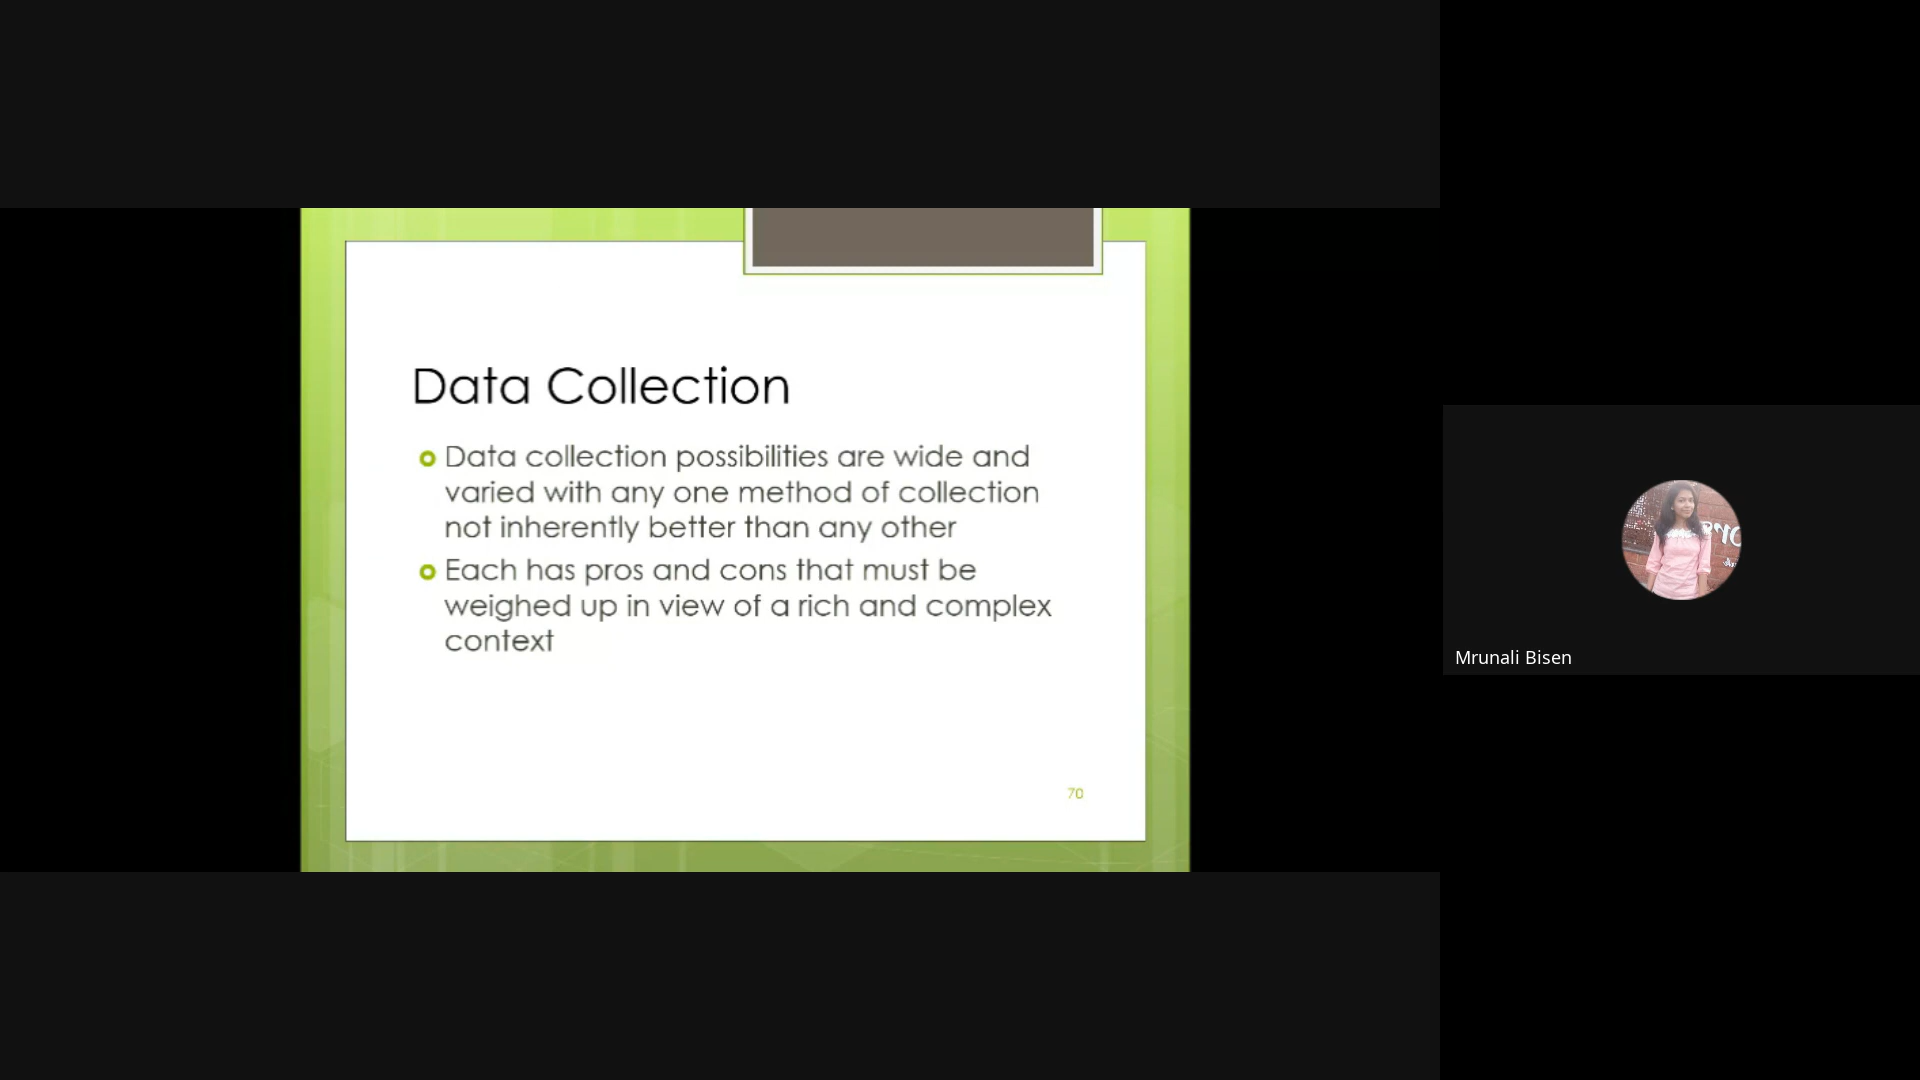 Data Collection
Data collection possibilities are wide and
varied with any one method of collection
not inherently better than any other
Each has pros and cons that must be
weighed up in view of a rich and complex
context
70
Mrunali Bisen